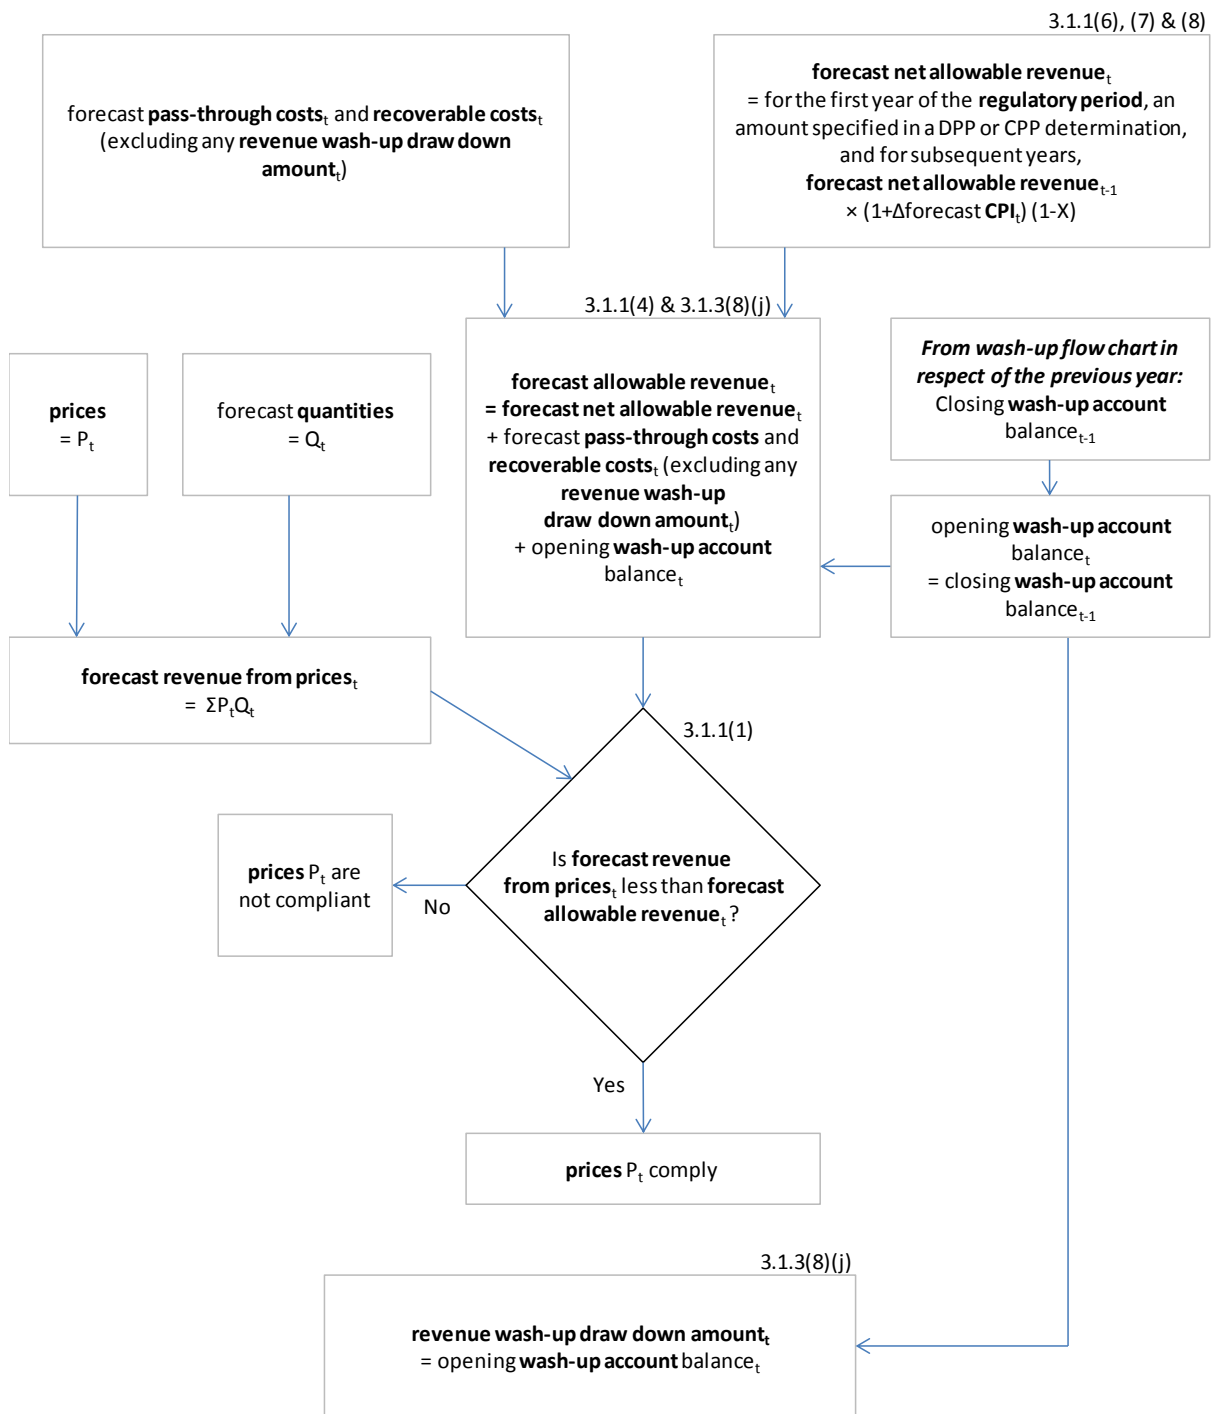 3.1.1(6), (7) & (8)
forecast pass-through costsₜ and recoverable costsₜ
(excluding any revenue wash-up draw down
amountₜ)
forecast net allowable revenueₜ
= for the first year of the regulatory period, an
amount specified in a DPP or CPP determination,
and for subsequent years,
forecast net allowable revenueₜ₋₁
× (1+Δforecast CPIₜ) (1-X)
3.1.1(4) & 3.1.3(8)(j)
prices
= Pₜ
forecast quantities
= Qₜ
forecast allowable revenueₜ
= forecast net allowable revenueₜ
+ forecast pass-through costs and
recoverable costsₜ (excluding any
revenue wash-up
draw down amountₜ)
+ opening wash-up account
balanceₜ
From wash-up flow chart in
respect of the previous year:
Closing wash-up account
balanceₜ₋₁
opening wash-up account
balanceₜ
= closing wash-up account
balanceₜ₋₁
forecast revenue from pricesₜ
= ΣPₜQₜ
3.1.1(1)
Is forecast revenue
from pricesₜ less than forecast
allowable revenueₜ?
prices Pₜ are
not compliant
No
Yes
prices Pₜ comply
3.1.3(8)(j)
revenue wash-up draw down amountₜ
= opening wash-up account balanceₜ